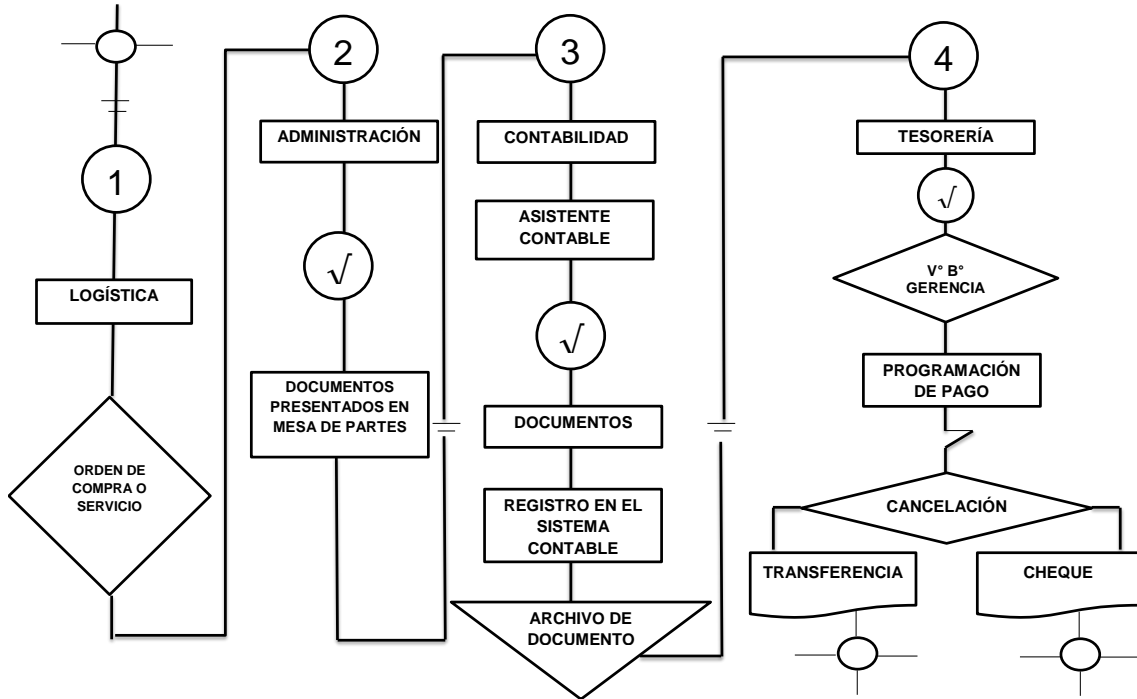 1
LOGÍSTICA
ORDEN DE
COMPRA O
SERVICIO
2
ADMINISTRACIÓN
√
DOCUMENTOS
PRESENTADOS EN
MESA DE PARTES
3
CONTABILIDAD
ASISTENTE
CONTABLE
√
DOCUMENTOS
REGISTRO EN EL
SISTEMA
CONTABLE
ARCHIVO DE
DOCUMENTO
4
TESORERÍA
√
V° B°
GERENCIA
PROGRAMACIÓN
DE PAGO
CANCELACIÓN
TRANSFERENCIA
CHEQUE